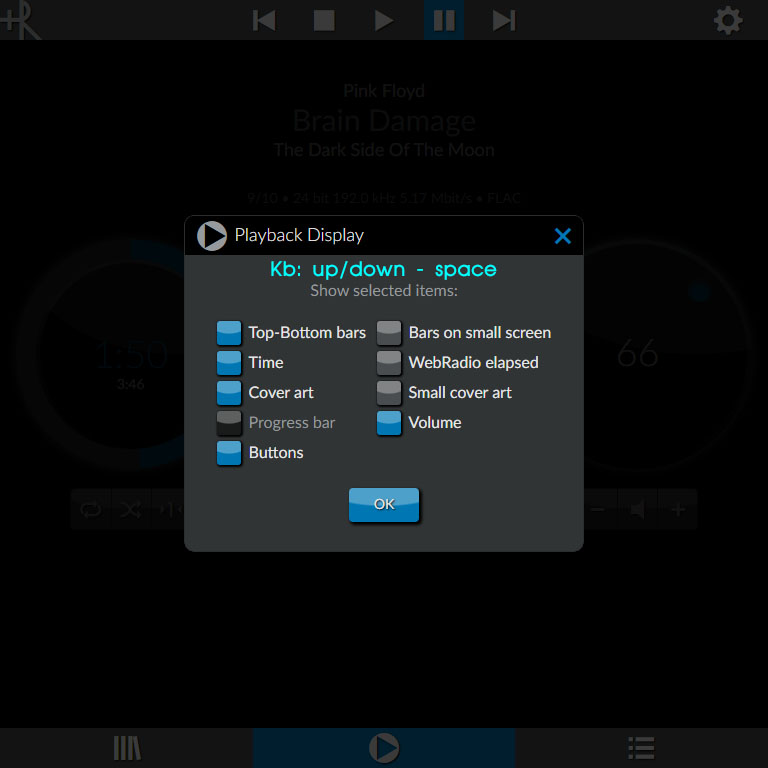 Pink Floyd
Brain Damage
The Dark Side Of The Moon
9/10 • 24 bit 192.0 kHz 5.17 Mbit/s • FLAC
Playback Display
Kb: up/down - space
Show selected items:
Top-Bottom bars
Bars on small screen
Time
WebRadio elapsed
Cover art
Small cover art
Progress bar
Volume
Buttons
OK
1:50
3:46
66